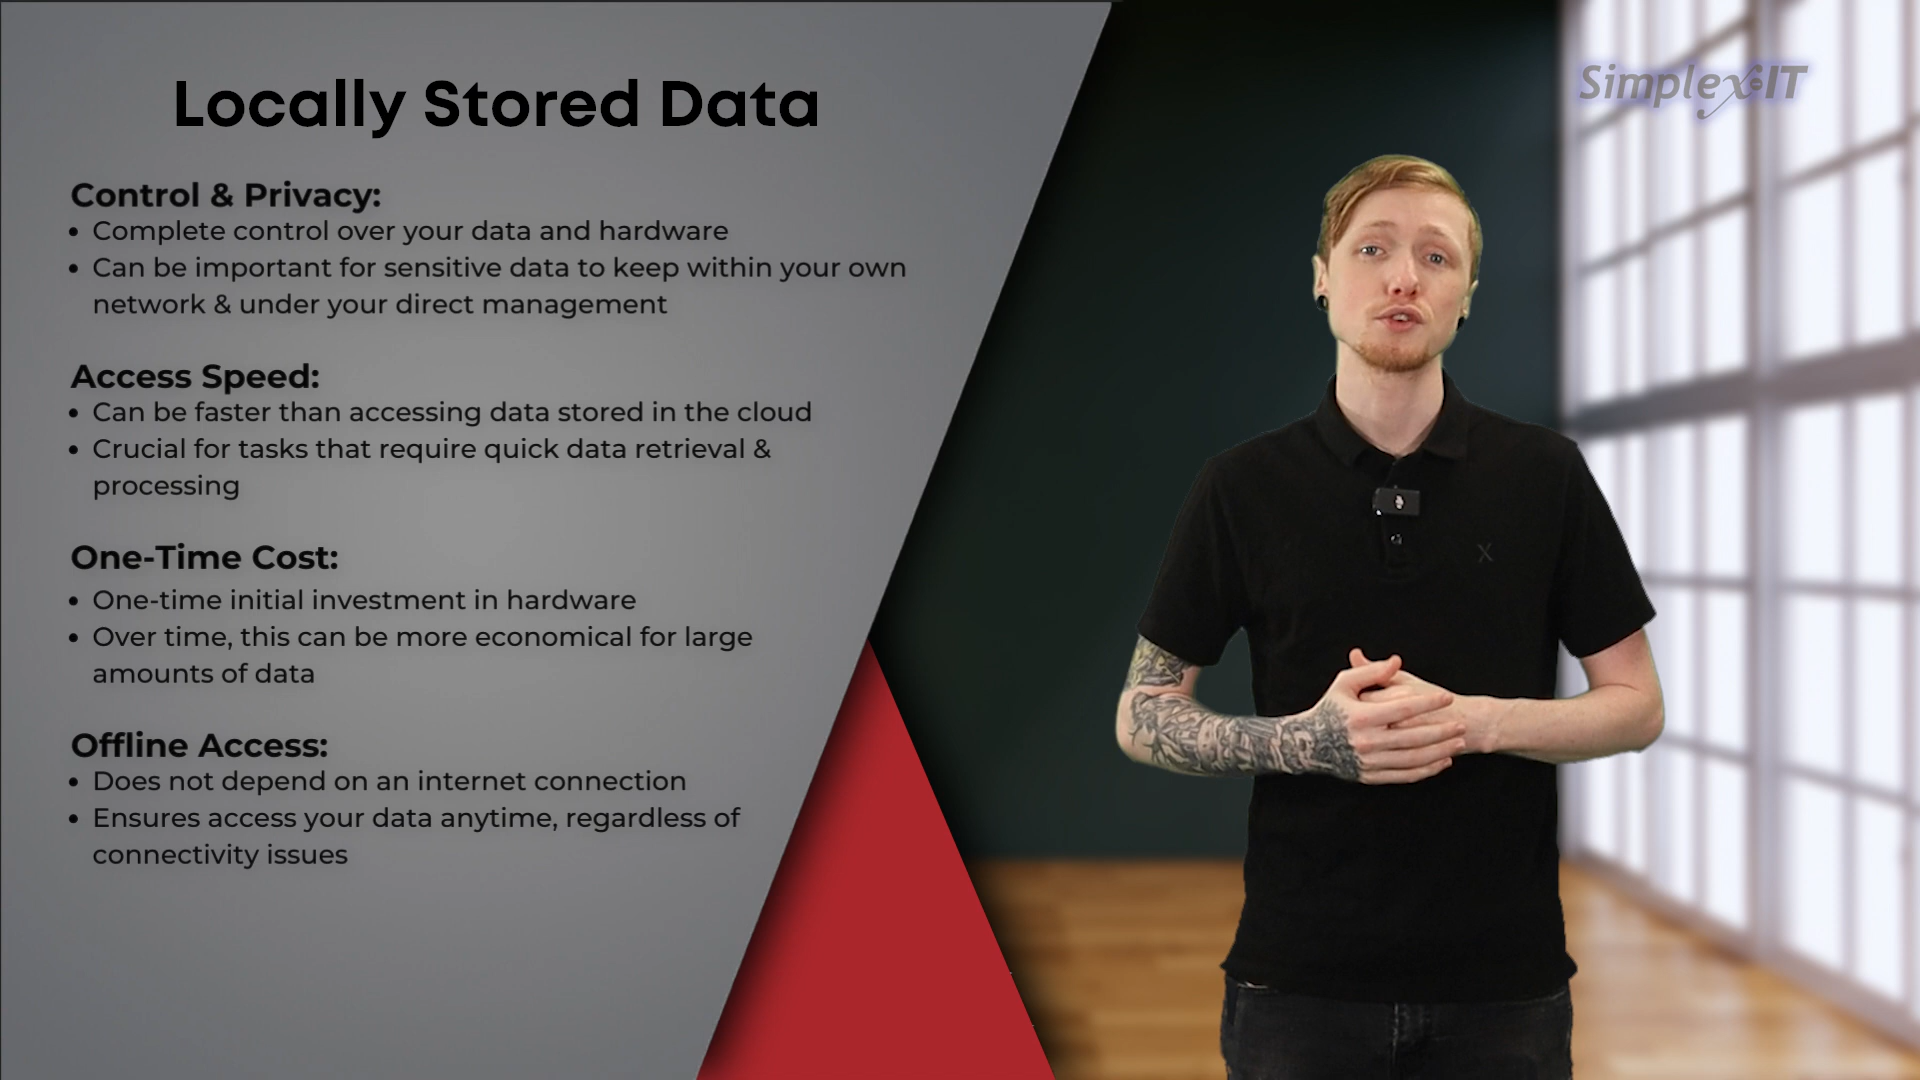 Locally Stored Data
Simplex-IT
Control & Privacy:
• Complete control over your data and hardware
• Can be important for sensitive data to keep within your own
network & under your direct management
Access Speed:
• Can be faster than accessing data stored in the cloud
• Crucial for tasks that require quick data retrieval &
processing
One-Time Cost:
• One-time initial investment in hardware
• Over time, this can be more economical for large
amounts of data
Offline Access:
• Does not depend on an internet connection
• Ensures access your data anytime, regardless of
connectivity issues
X